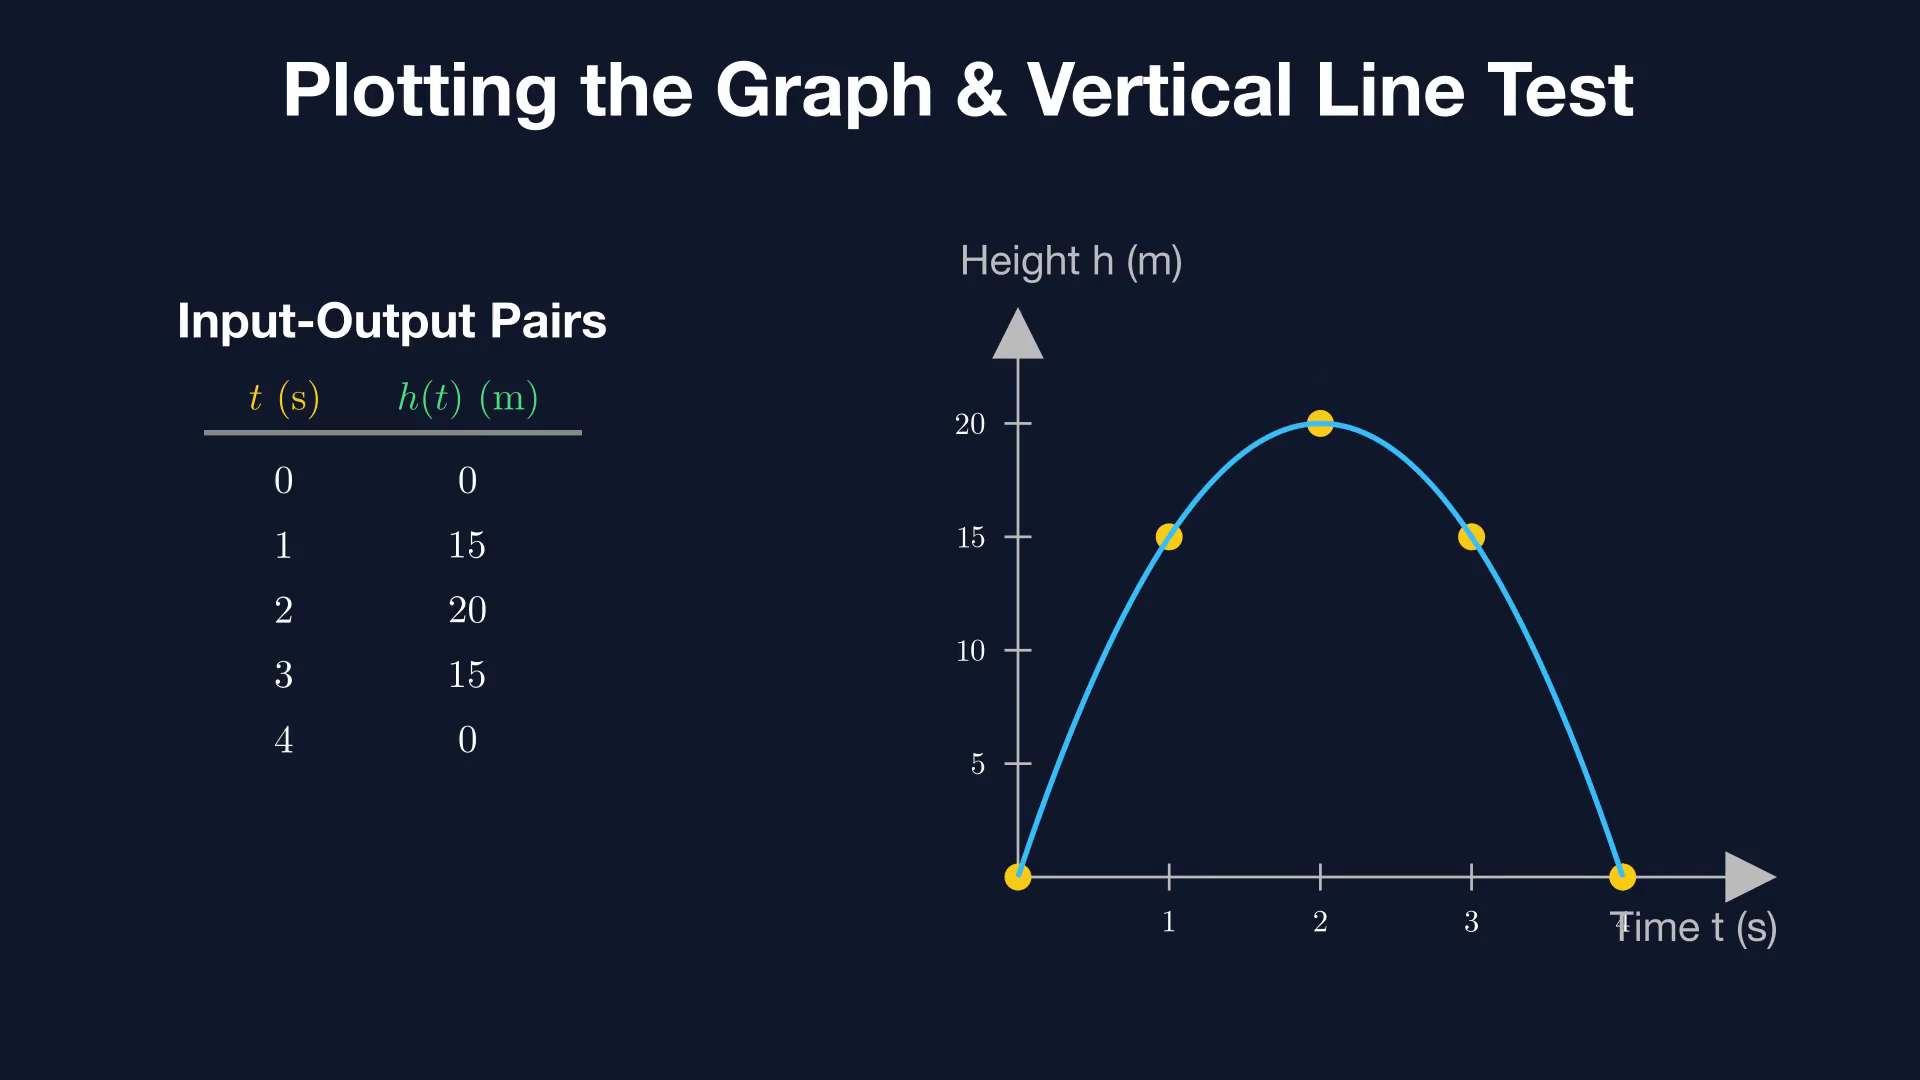 Plotting the Graph & Vertical Line Test
Input-Output Pairs
t (s) h(t) (m)
0 0
1 15
2 20
3 15
4 0
Height h (m)
20
15
10
5
1 2 3 4
Time t (s)